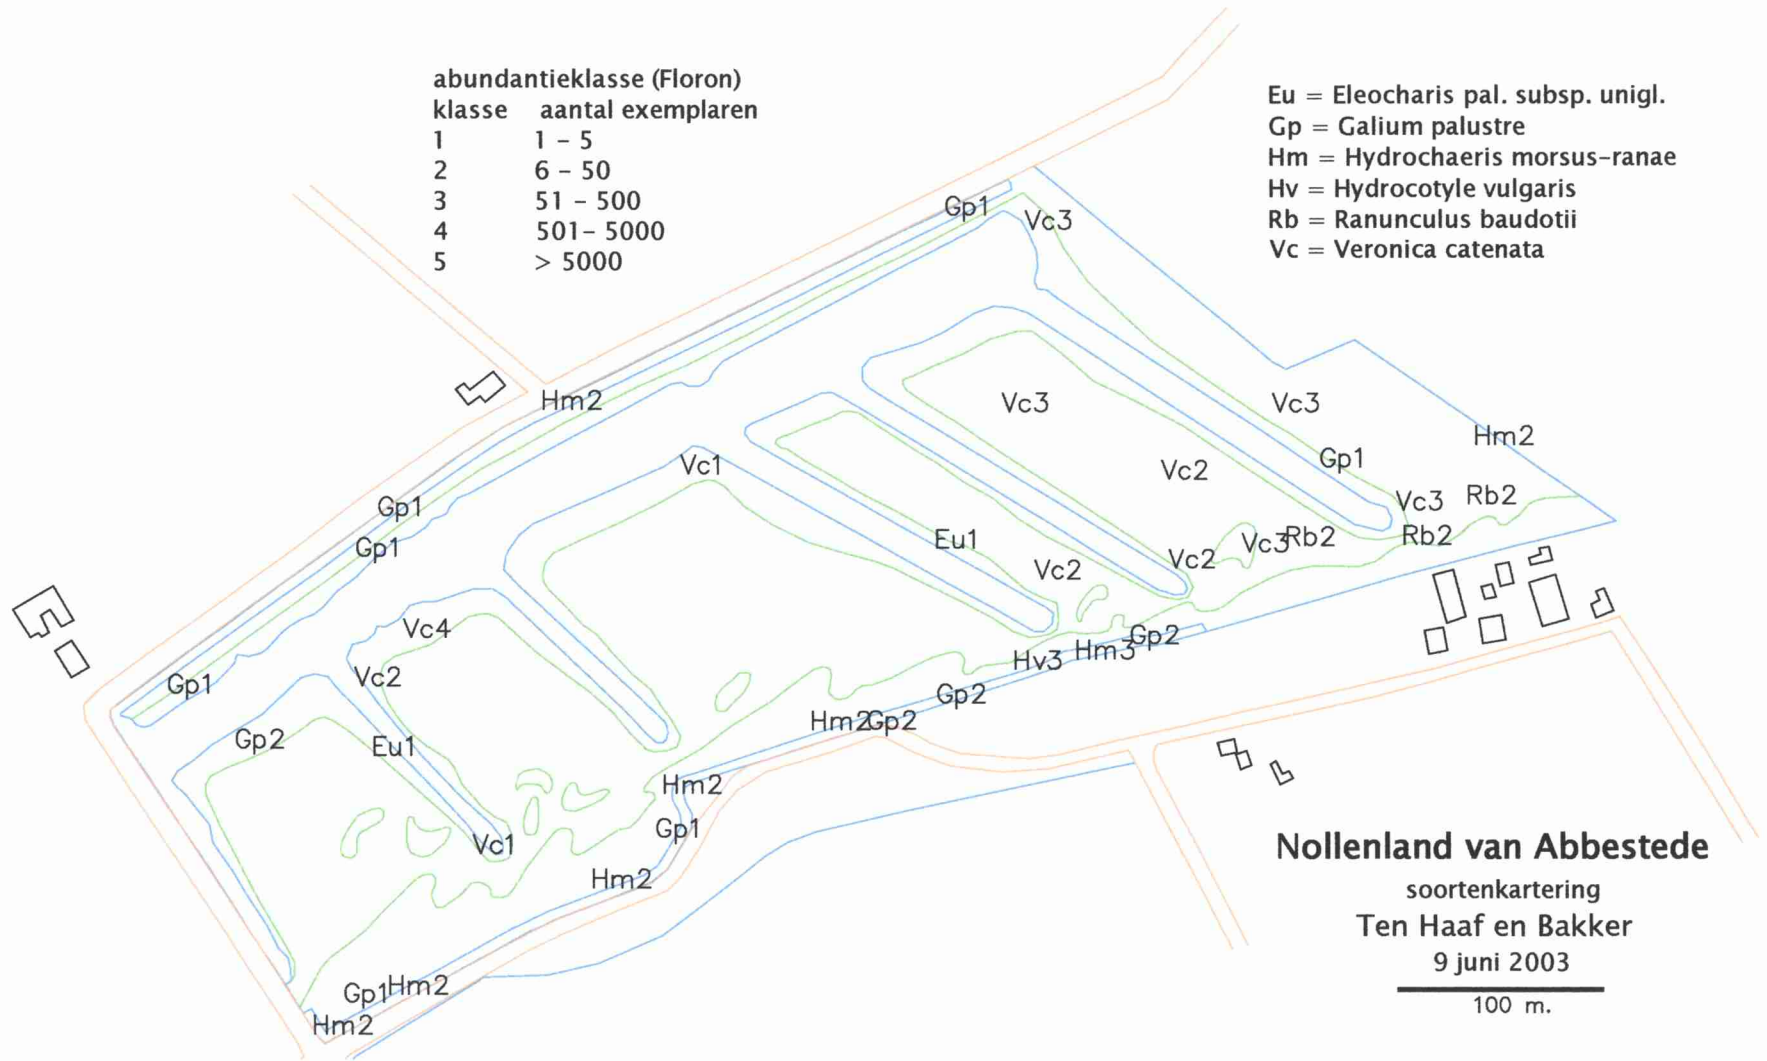 abundantieklasse (Floron)
klasse aantal exemplaren
1 1 - 5
2 6 - 50
3 51 - 500
4 501- 5000
5 > 5000
Eu = Eleocharis pal. subsp. unigl.
Gp = Galium palustre
Hm = Hydrochaeris morsus-ranae
Hv = Hydrocotyle vulgaris
Rb = Ranunculus baudotii
Vc = Veronica catenata
Gp1
Vc3
Hm2
Vc3
Vc3
Hm2
Vc1
Gp1
Vc2
Gp1
Vc3
Rb2
Gp1
Eu1
Vc3
Rb2
Rb2
Gp1
Vc2
Vc2
Vc4
Hv3
Hm3
Gp2
Gp1
Vc2
Gp2
Gp2
Eu1
Hm2
Gp2
Hm2
Gp1
Vc1
Hm2
Gp1
Hm2
Hm2
Nollenland van Abbestede
soortenkartering
Ten Haaf en Bakker
9 juni 2003
100 m.